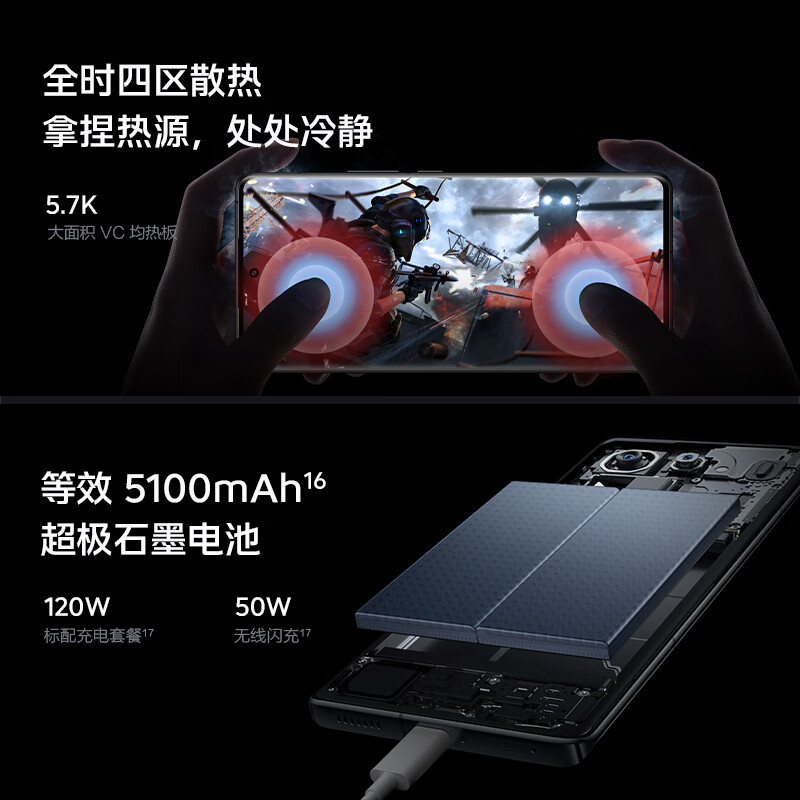 全时四区散热
拿捏热源，处处冷静
5.7K
大面积 VC 均热板
等效 5100mAh¹⁶
超极石墨电池
120W
标配充电套餐¹⁷
50W
无线闪充¹⁷